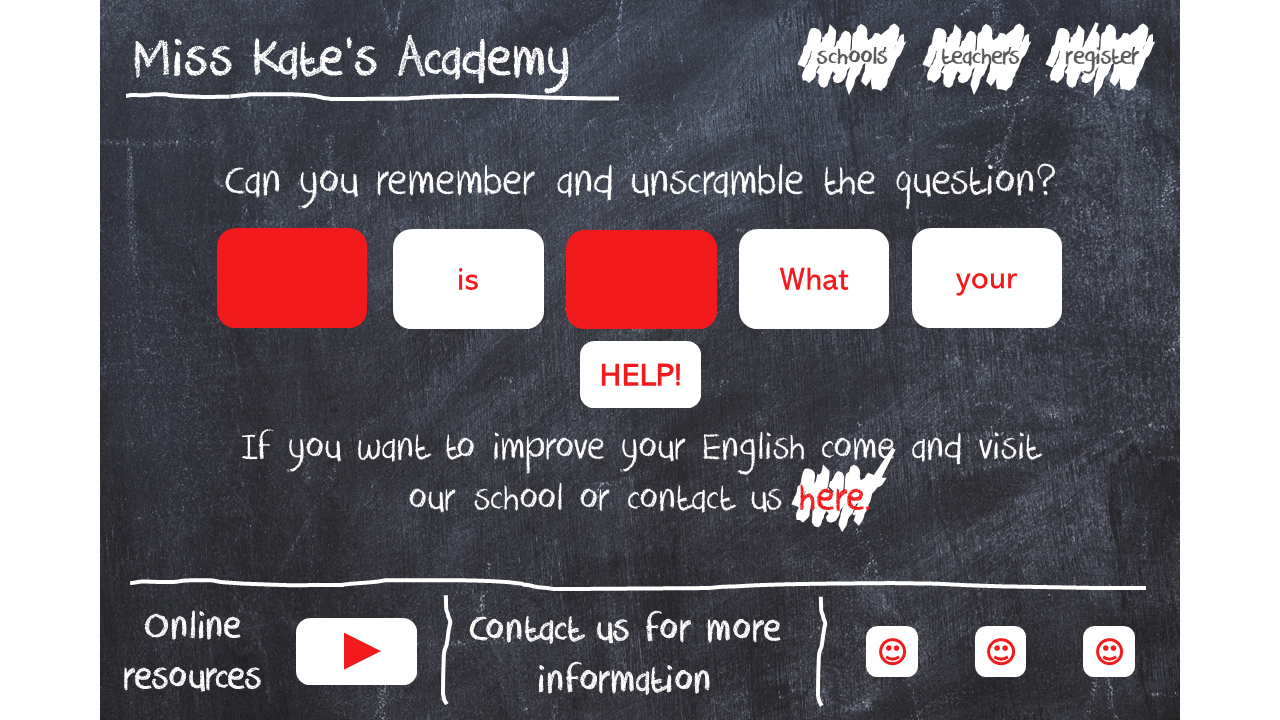 Miss Kate's Academy
schools teachers register
Can you remember and unscramble the question?
is What your
HELP!
If you want to improve your English come and visit
our school or contact us here.
Online
resources
Contact us for more
information